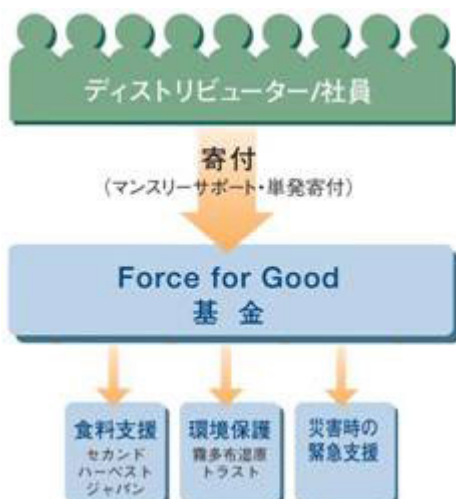 ディストリビューター/社員
寄付
(マンスリーサポート・単発寄付)
Force for Good
基 金
食料支援
セカンド
ハーベスト
ジャパン
環境保護
霧多布湿原
トラスト
災害時の
緊急支援